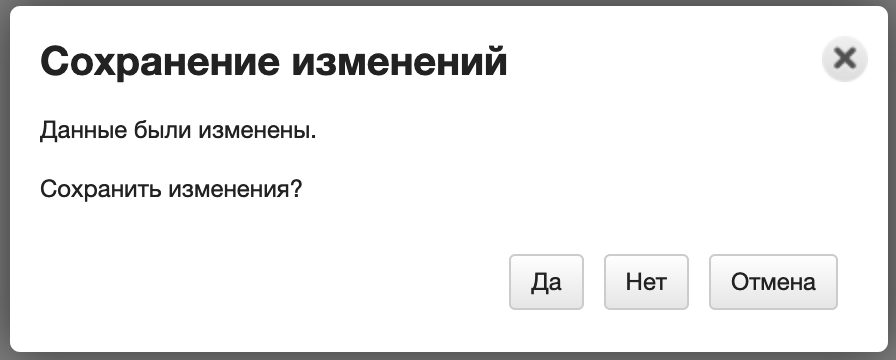 Сохранение изменений
Данные были изменены.
Сохранить изменения?
Да Нет Отмена